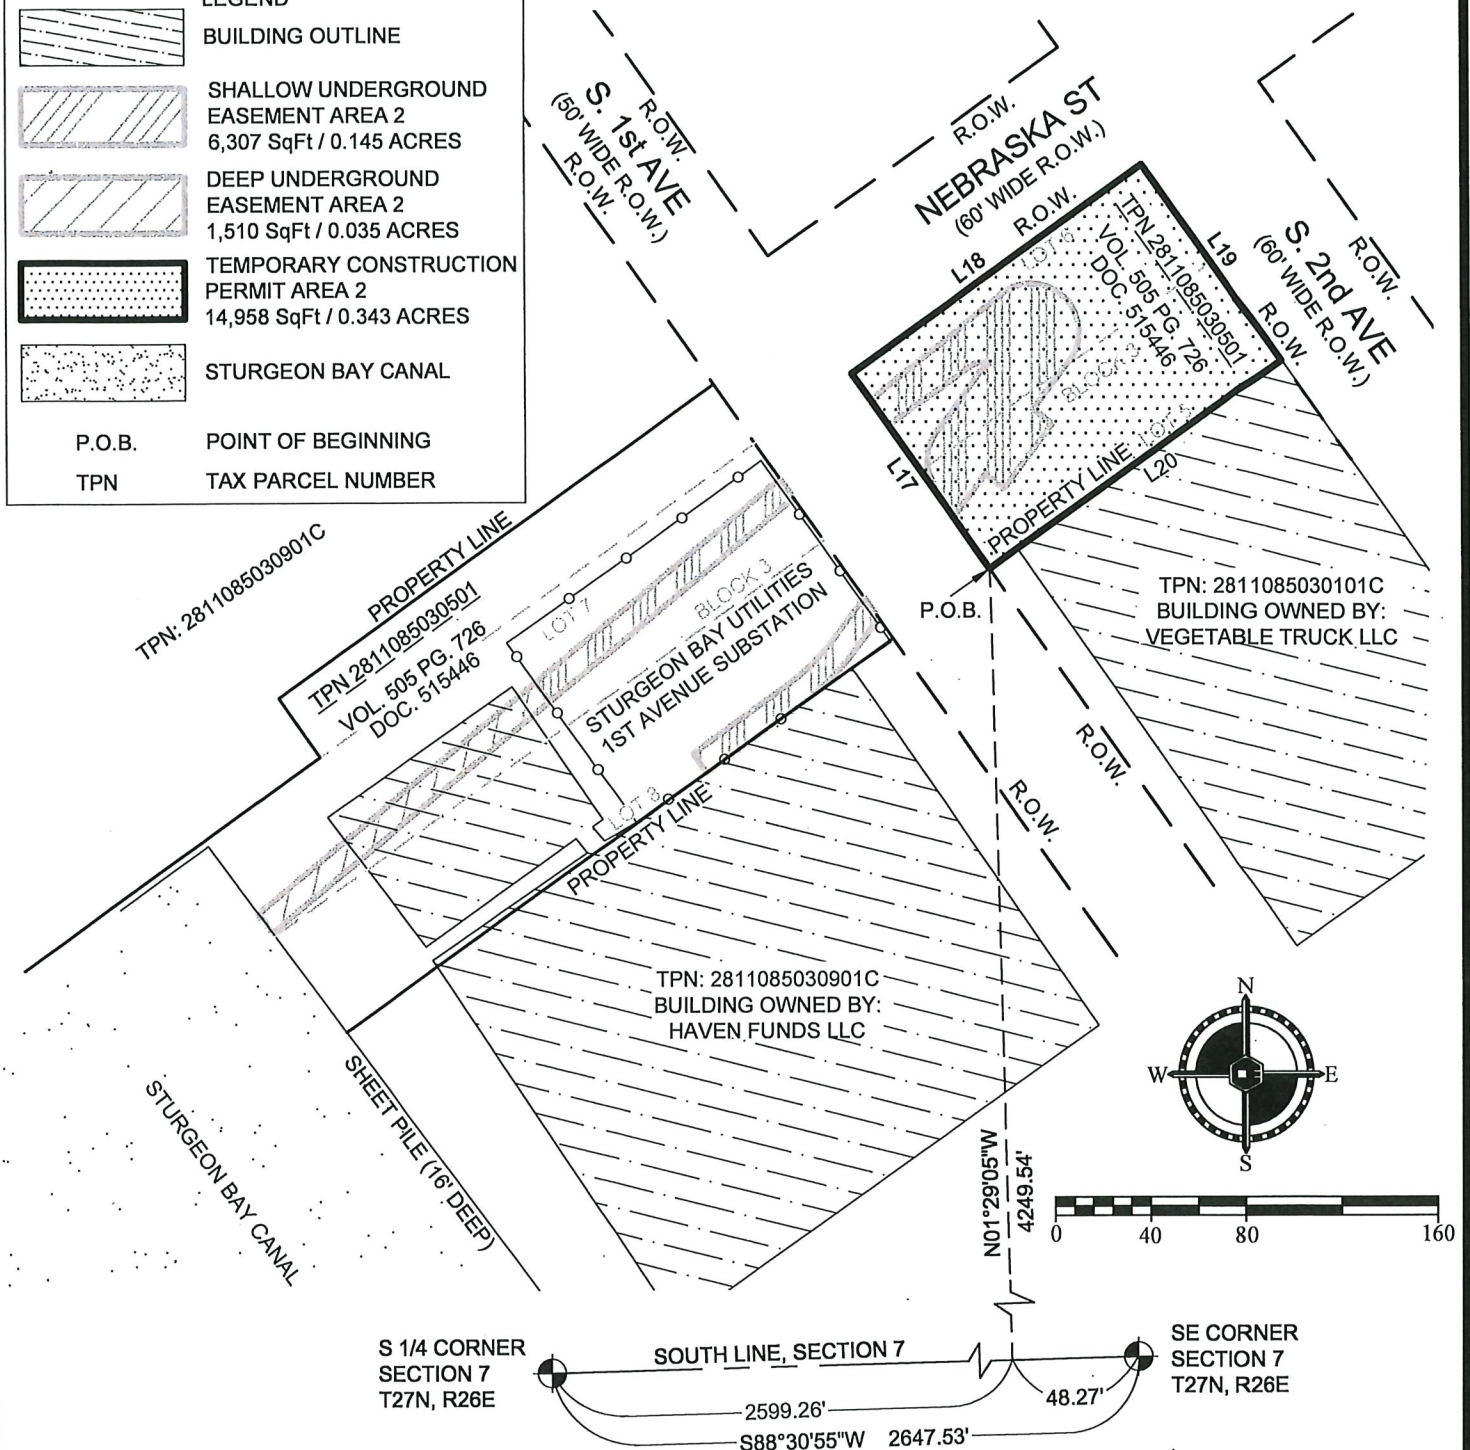 LEGEND
BUILDING OUTLINE
SHALLOW UNDERGROUND
EASEMENT AREA 2
6,307 SqFt / 0.145 ACRES
DEEP UNDERGROUND
EASEMENT AREA 2
1,510 SqFt / 0.035 ACRES
TEMPORARY CONSTRUCTION
PERMIT AREA 2
14,958 SqFt / 0.343 ACRES
STURGEON BAY CANAL
P.O.B. POINT OF BEGINNING
TPN TAX PARCEL NUMBER
S. 1st AVE
(50' WIDE R.O.W.)
R.O.W.
R.O.W.
R.O.W.
NEBRASKA ST
(60' WIDE R.O.W.)
R.O.W.
S. 2nd AVE
(60' WIDE R.O.W.)
R.O.W.
R.O.W.
L18
L19
L17
L20
LOT 6
TPN 2811085030501
VOL. 505 PG. 726
DOC. 515446
BLOCK 3
LOT 5
PROPERTY LINE
P.O.B.
TPN: 2811085030101C
BUILDING OWNED BY:
VEGETABLE TRUCK LLC
R.O.W.
R.O.W.
TPN: 2811085030901C
PROPERTY LINE
TPN 2811085030501
VOL. 505 PG. 726
DOC. 515446
LOT 7
BLOCK 3
STURGEON BAY UTILITIES
1ST AVENUE SUBSTATION
LOT 8
PROPERTY LINE
TPN: 2811085030901C
BUILDING OWNED BY:
HAVEN FUNDS LLC
SHEET PILE (16' DEEP)
STURGEON BAY CANAL
N
W
E
S
N01°29'05"W
4249.54'
0 40 80 160
S 1/4 CORNER
SECTION 7
T27N, R26E
SOUTH LINE, SECTION 7
SE CORNER
SECTION 7
T27N, R26E
2599.26'
48.27'
S88°30'55"W 2647.53'